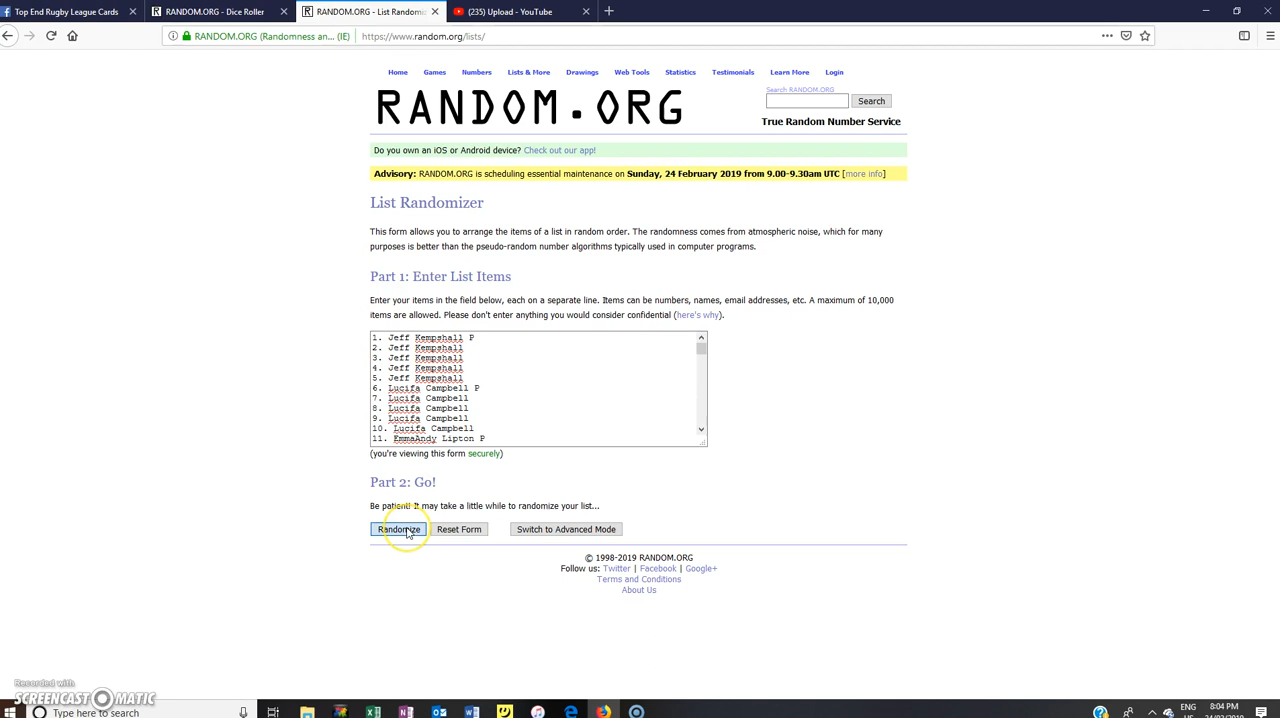 Top End Rugby League Cards
RANDOM.ORG - Dice Roller
RANDOM.ORG - List Randomiz
(235) Upload - YouTube
RANDOM.ORG (Randomness an... (IE)
https://www.random.org/lists/
Home Games Numbers Lists & More Drawings Web Tools Statistics Testimonials Learn More Login
RANDOM.ORG
Search RANDOM.ORG
Search
True Random Number Service
Do you own an iOS or Android device? Check out our app!
Advisory: RANDOM.ORG is scheduling essential maintenance on Sunday, 24 February 2019 from 9.00-9.30am UTC [more info]
List Randomizer
This form allows you to arrange the items of a list in random order. The randomness comes from atmospheric noise, which for many
purposes is better than the pseudo-random number algorithms typically used in computer programs.
Part 1: Enter List Items
Enter your items in the field below, each on a separate line. Items can be numbers, names, email addresses, etc. A maximum of 10,000
items are allowed. Please don't enter anything you would consider confidential (here's why).
1. Jeff Kempshall P
2. Jeff Kempshall
3. Jeff Kempshall
4. Jeff Kempshall
5. Jeff Kempshall
6. Lucifa Campbell P
7. Lucifa Campbell
8. Lucifa Campbell
9. Lucifa Campbell
10. Lucifa Campbell
11. EmmaAndy Lipton P
(you're viewing this form securely)
Part 2: Go!
Be patient! It may take a little while to randomize your list...
Randomize Reset Form Switch to Advanced Mode
© 1998-2019 RANDOM.ORG
Follow us: Twitter | Facebook | Google+
Terms and Conditions
About Us
Recorded with
SCREENCAST MATIC
Type here to search
ENG
8:04 PM
US